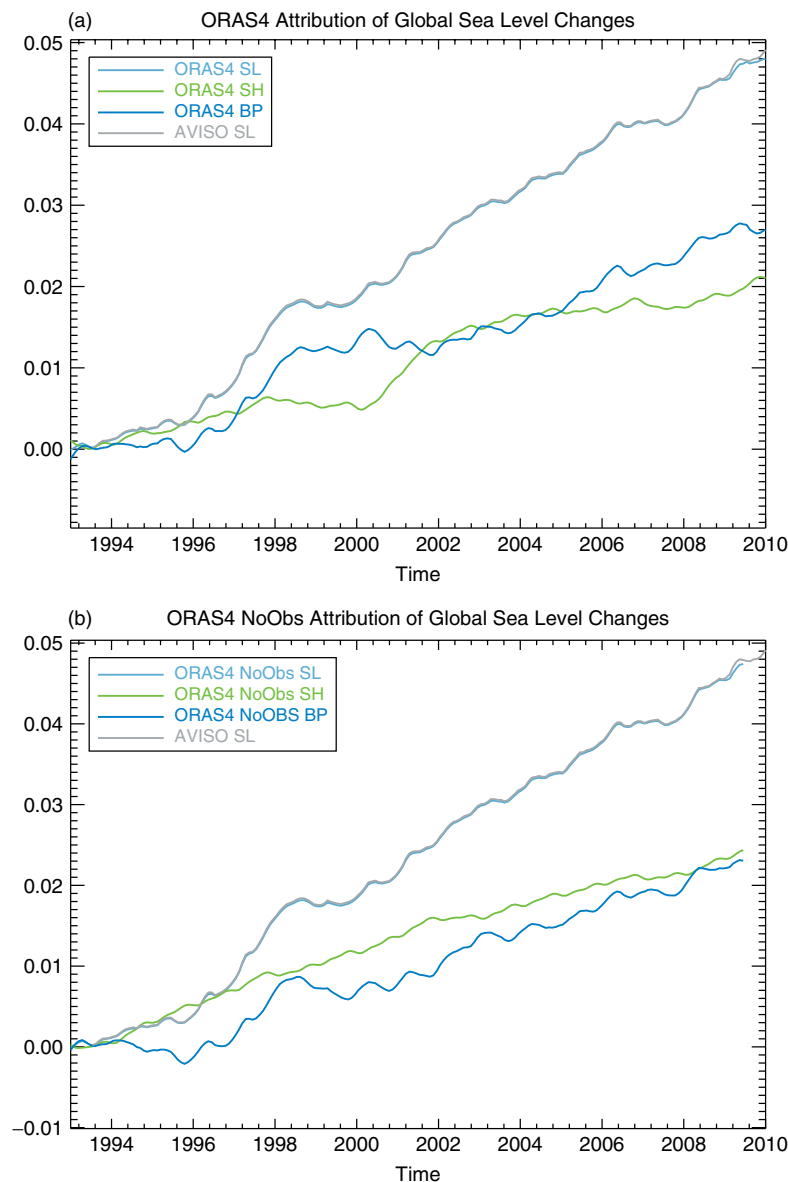 (a) ORAS4 Attribution of Global Sea Level Changes
0.05
0.04
0.03
0.02
0.01
0.00
ORAS4 SL
ORAS4 SH
ORAS4 BP
AVISO SL
1994 1996 1998 2000 2002 2004 2006 2008 2010
Time
(b) ORAS4 NoObs Attribution of Global Sea Level Changes
0.05
0.04
0.03
0.02
0.01
0.00
−0.01
ORAS4 NoObs SL
ORAS4 NoObs SH
ORAS4 NoOBS BP
AVISO SL
1994 1996 1998 2000 2002 2004 2006 2008 2010
Time